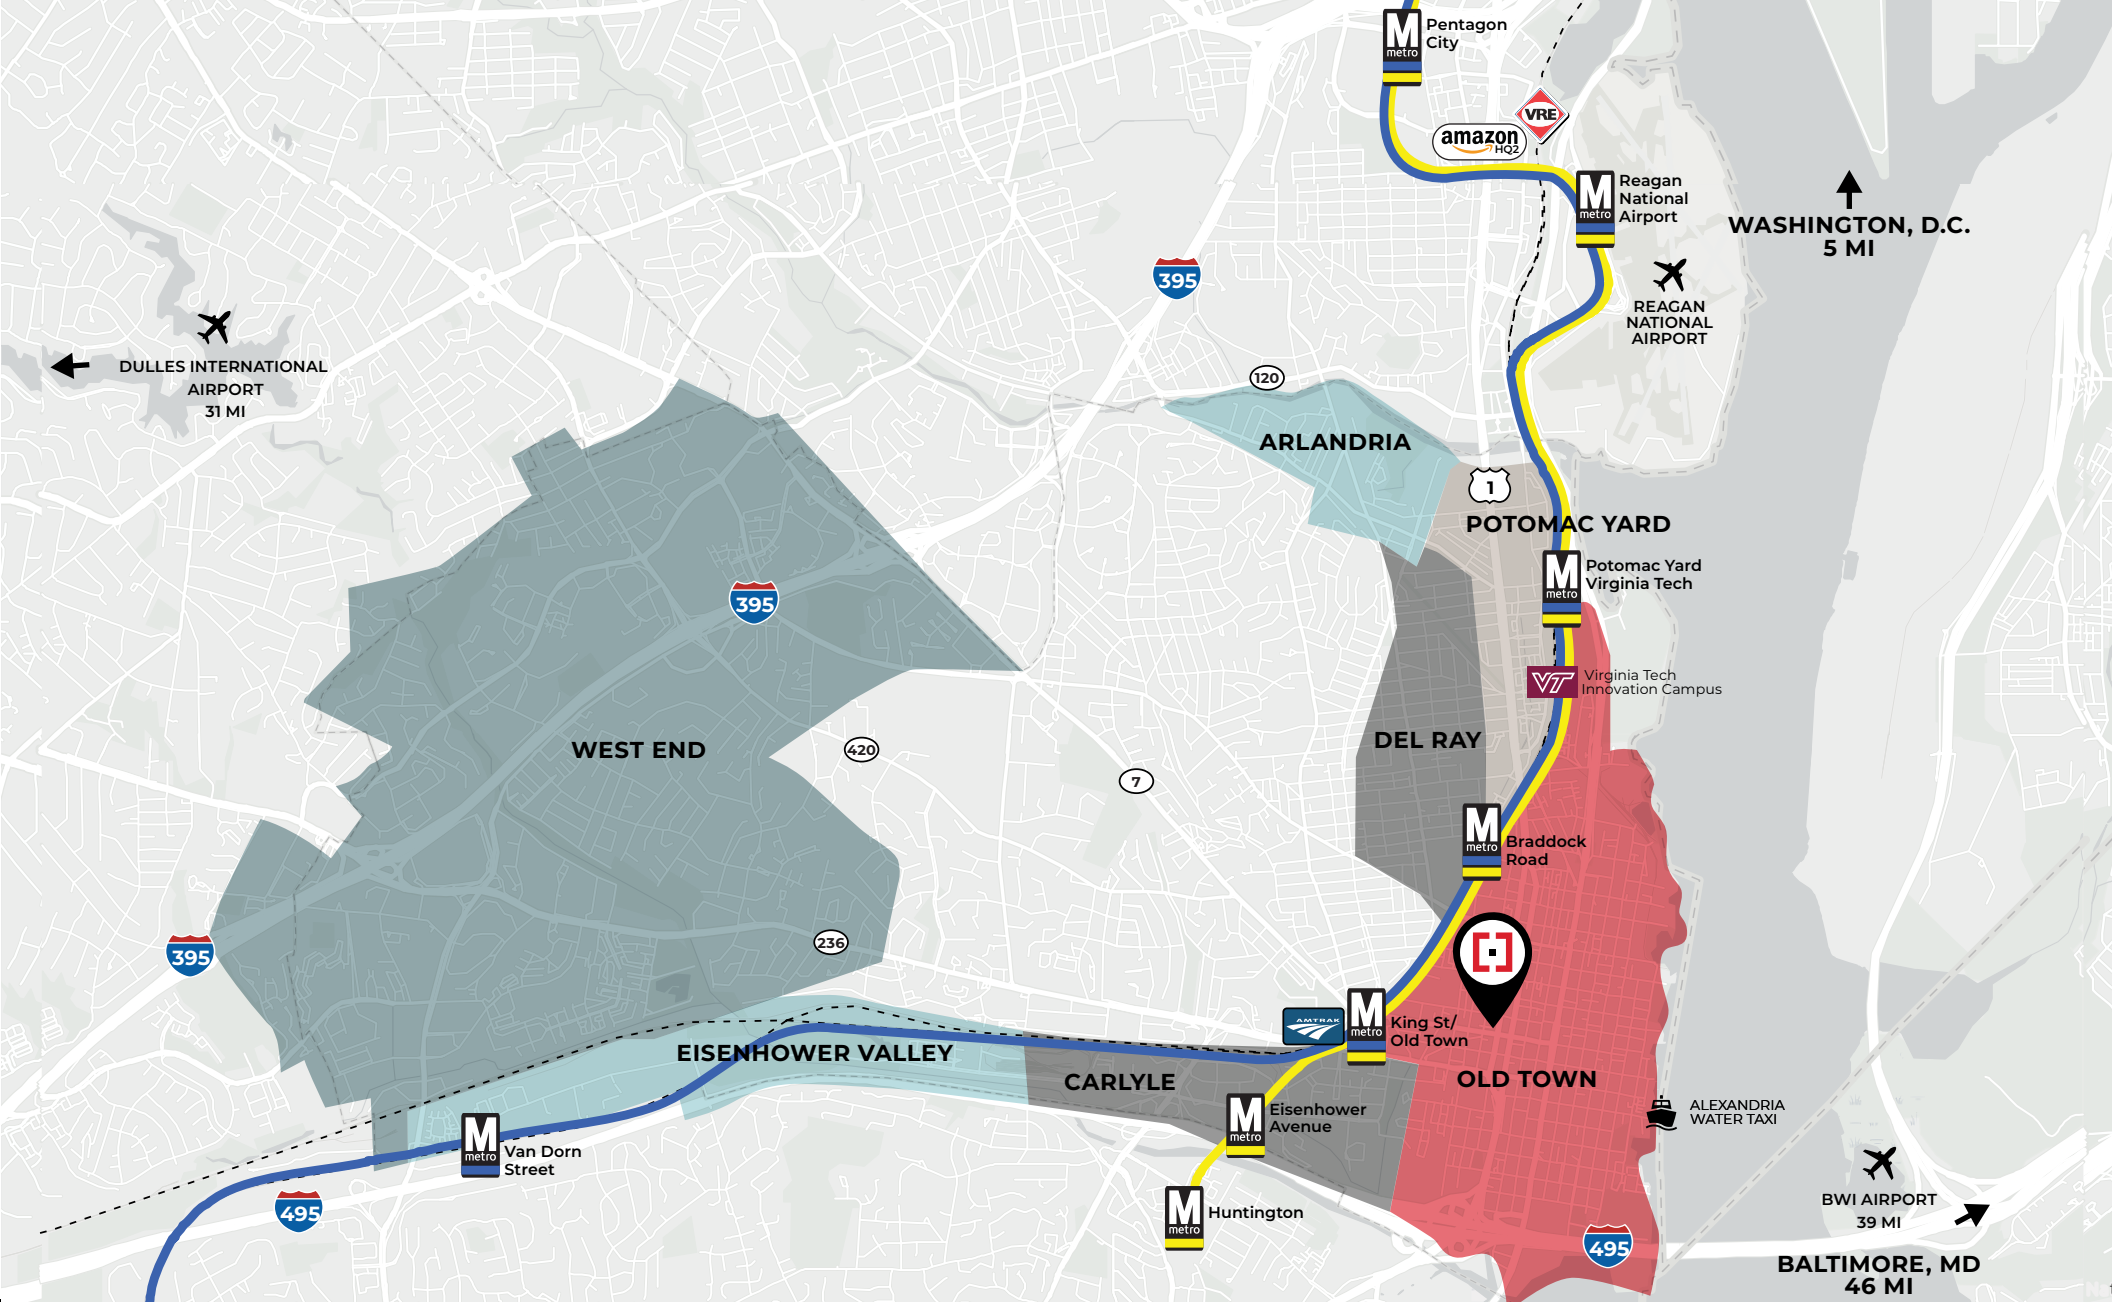 M
metro
Pentagon
City
VRE
amazon
HQ2
M
metro
Reagan
National
Airport
WASHINGTON, D.C.
5 MI
395
REAGAN
NATIONAL
AIRPORT
DULLES INTERNATIONAL
AIRPORT
31 MI
120
ARLANDRIA
1
POTOMAC YARD
M
metro
Potomac Yard
Virginia Tech
395
VT
Virginia Tech
Innovation Campus
WEST END
420
7
DEL RAY
M
metro
Braddock
Road
236
395
AMTRAK
M
metro
King St/
Old Town
EISENHOWER VALLEY
CARLYLE
OLD TOWN
M
metro
Eisenhower
Avenue
ALEXANDRIA
WATER TAXI
M
metro
Van Dorn
Street
495
M
metro
Huntington
BWI AIRPORT
39 MI
495
BALTIMORE, MD
46 MI